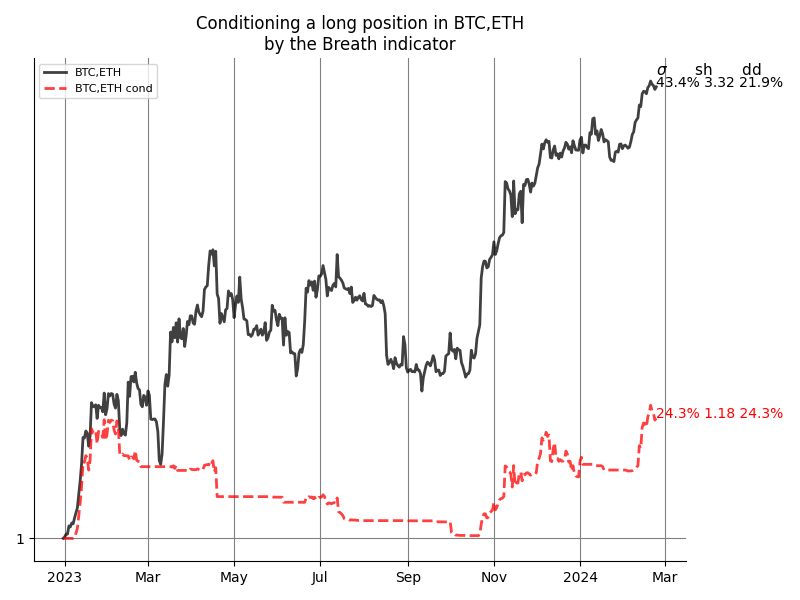 Conditioning a long position in BTC,ETH
by the Breath indicator
BTC,ETH
BTC,ETH cond
σ sh dd
43.4% 3.32 21.9%
24.3% 1.18 24.3%
1
2023 Mar May Jul Sep Nov 2024 Mar